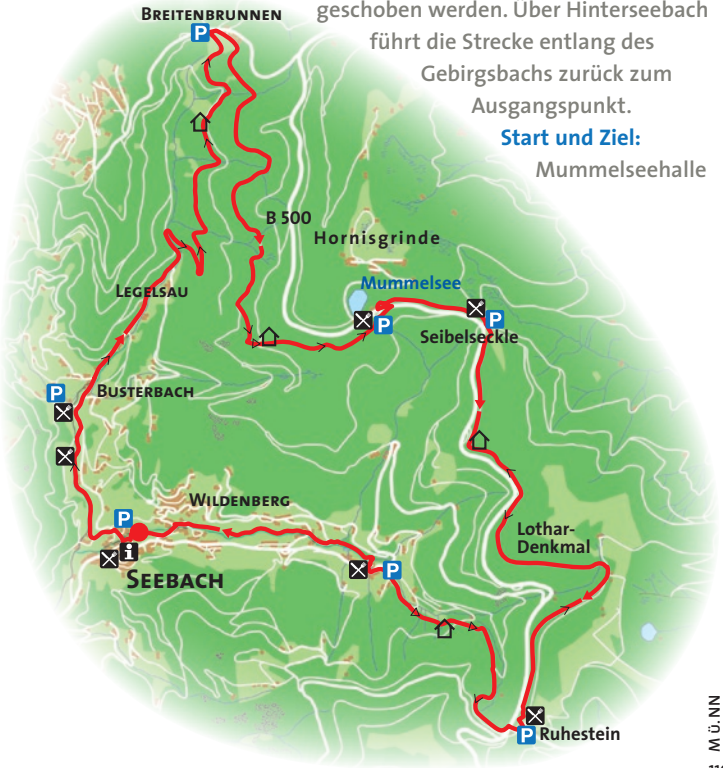 geschoben werden. Über Hinterseebach
führt die Strecke entlang des
Gebirgsbachs zurück zum
Ausgangspunkt.
Start und Ziel:
Mummelseehalle
BREITENBRUNNEN
P
B 500
Hornisgrinde
Mummelsee
P
P
Seibelseckle
LEGELSAU
P
BUSTERBACH
WILDENBERG
P
i
SEEBACH
P
Lothar-
Denkmal
P
Ruhestein
M ü. NN